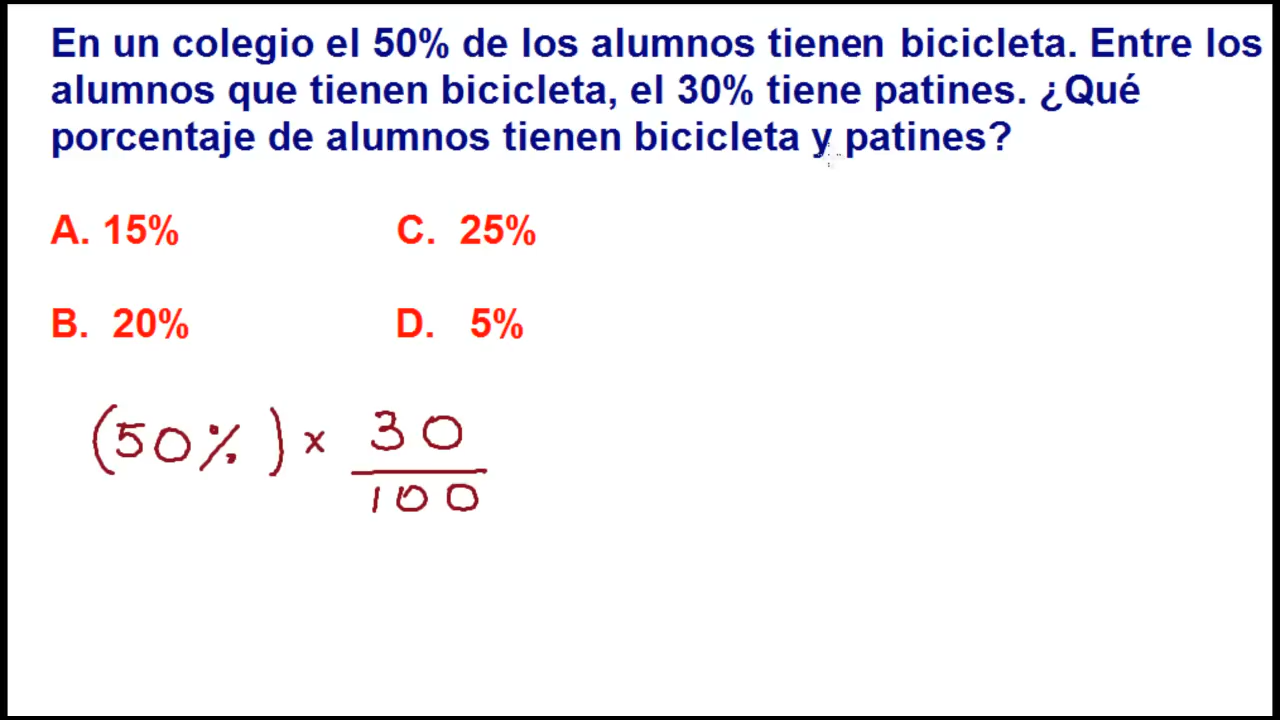 En un colegio el 50% de los alumnos tienen bicicleta. Entre los
alumnos que tienen bicicleta, el 30% tiene patines. ¿Qué
porcentaje de alumnos tienen bicicleta y patines?
A. 15% C. 25%
B. 20% D. 5%
(50%) x 30
100